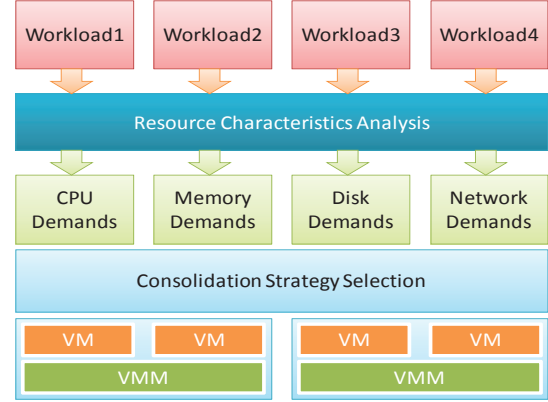 Workload1 Workload2 Workload3 Workload4
Resource Characteristics Analysis
CPU Memory Disk Network
Demands Demands Demands Demands
Consolidation Strategy Selection
VM VM VM VM
VMM VMM